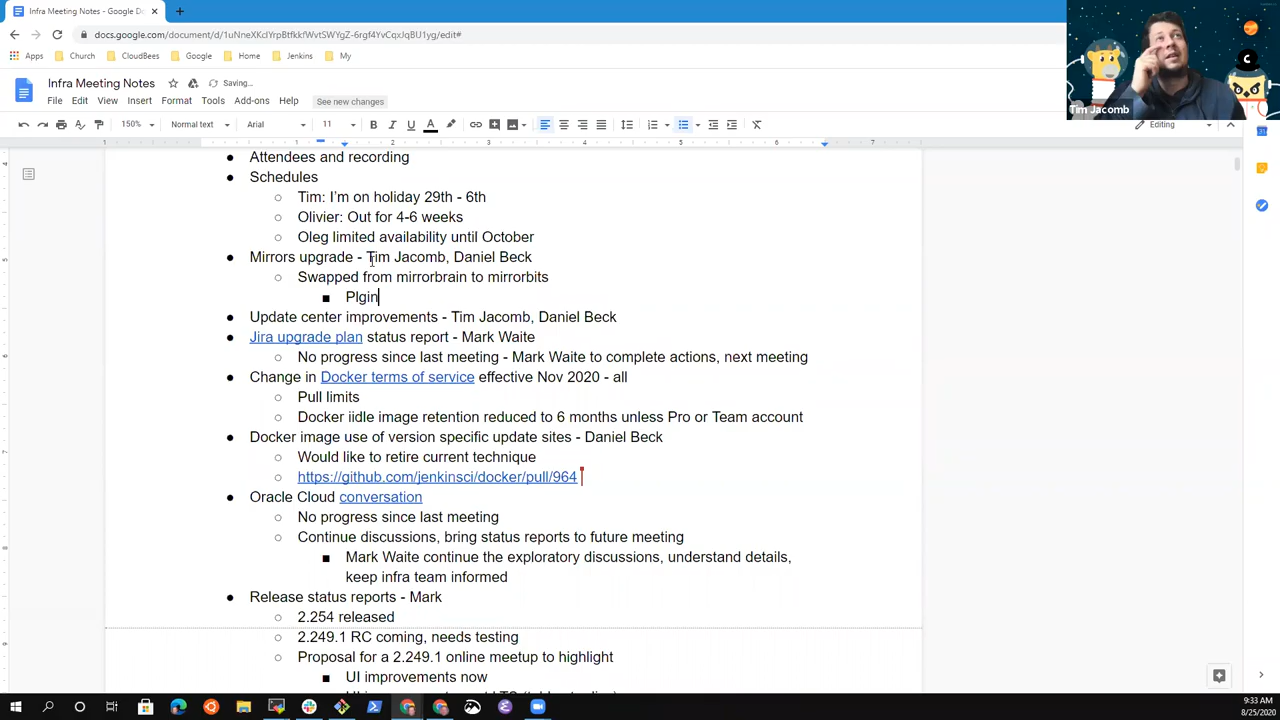 Infra Meeting Notes - Google Do
docs.google.com/document/d/1uNneXKcIYrpBtfkkfWvtSWYgZ-6rgf4YvCqxJqBU1yg/edit#
Apps Church CloudBees Google Home Jenkins My
Infra Meeting Notes Saving...
File Edit View Insert Format Tools Add-ons Help See new changes
150% Normal text Arial 11 Editing
Tim Jacomb
1 1 2 3 4 5 6 7
● Attendees and recording
● Schedules
○ Tim: I'm on holiday 29th - 6th
○ Olivier: Out for 4-6 weeks
○ Oleg limited availability until October
● Mirrors upgrade - Tim Jacomb, Daniel Beck
○ Swapped from mirrorbrain to mirrorbits
■ Plgin
● Update center improvements - Tim Jacomb, Daniel Beck
● Jira upgrade plan status report - Mark Waite
○ No progress since last meeting - Mark Waite to complete actions, next meeting
● Change in Docker terms of service effective Nov 2020 - all
○ Pull limits
○ Docker iidle image retention reduced to 6 months unless Pro or Team account
● Docker image use of version specific update sites - Daniel Beck
○ Would like to retire current technique
○ https://github.com/jenkinsci/docker/pull/964
● Oracle Cloud conversation
○ No progress since last meeting
○ Continue discussions, bring status reports to future meeting
■ Mark Waite continue the exploratory discussions, understand details,
keep infra team informed
● Release status reports - Mark
○ 2.254 released
○ 2.249.1 RC coming, needs testing
○ Proposal for a 2.249.1 online meetup to highlight
■ UI improvements now
9:33 AM
8/25/2020